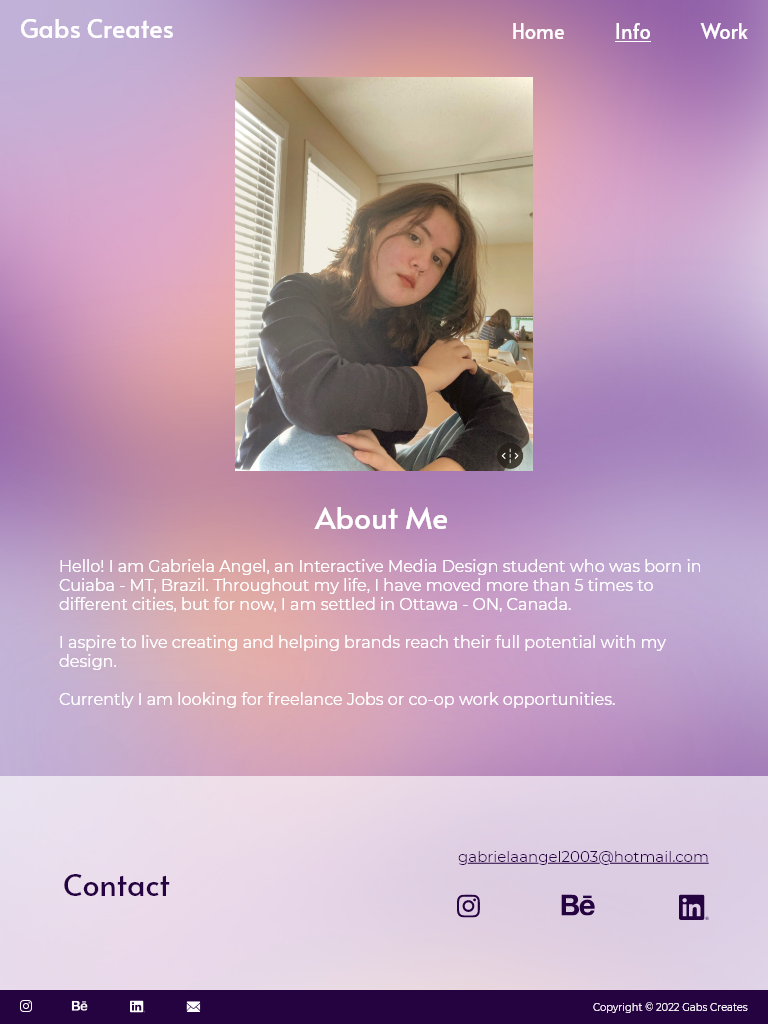 Gabs Creates
Home Info Work
About Me
Hello! I am Gabriela Angel, an Interactive Media Design student who was born in
Cuiaba - MT, Brazil. Throughout my life, I have moved more than 5 times to
different cities, but for now, I am settled in Ottawa - ON, Canada.
I aspire to live creating and helping brands reach their full potential with my
design.
Currently I am looking for freelance Jobs or co-op work opportunities.
gabrielaangel2003@hotmail.com
Contact
Bē in
Bē in
Copyright © 2022 Gabs Creates